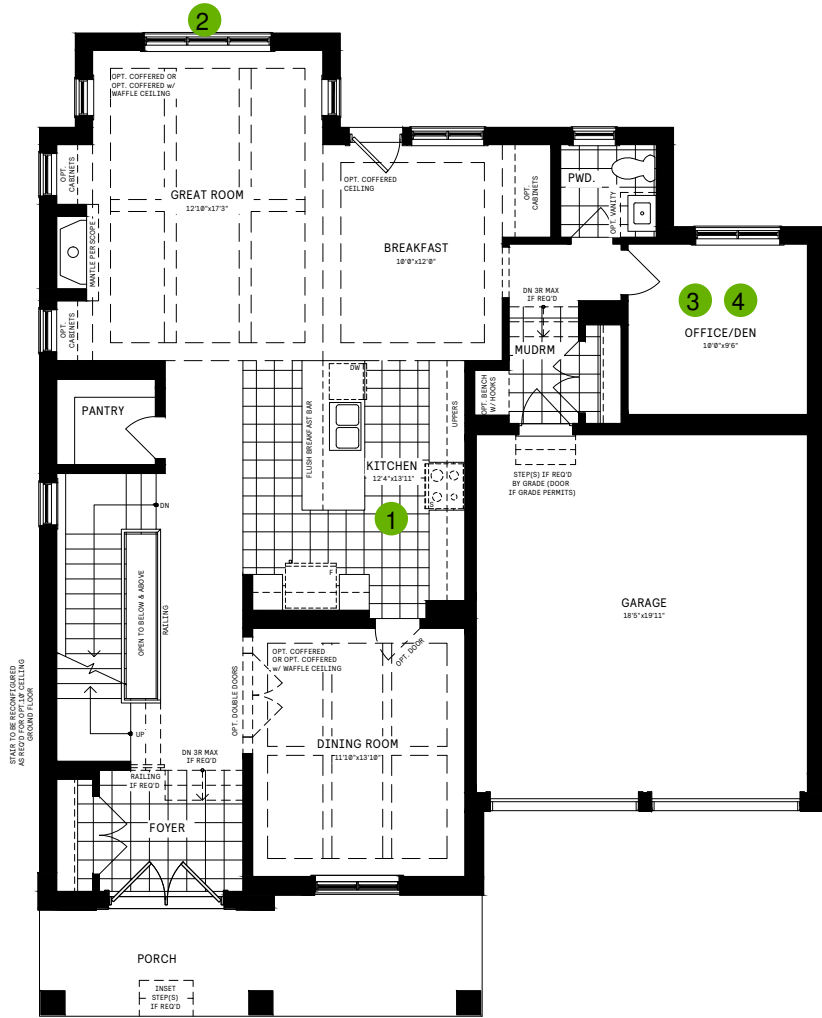 2
OPT. COFFERED OR
OPT. COFFERED w/
WAFFLE CEILING
OPT.
CABINETS
GREAT ROOM
12'10"x17'3"
MANTLE PER SCOPE
OPT.
CABINETS
OPT. COFFERED
CEILING
BREAKFAST
10'0"x12'0"
OPT.
CABINETS
PWD.
OPT. VANITY
3
4
OFFICE/DEN
10'0"x9'6"
DN 3R MAX
IF REQ'D
MUDRM
OPT. BENCH
W/ HOOKS
STEP(S) IF REQ'D
BY GRADE (DOOR
IF GRADE PERMITS)
PANTRY
DW
FLUSH BREAKFAST BAR
UPPERS
KITCHEN
12'4"x13'11"
1
F
DN
OPEN TO BELOW & ABOVE
RAILING
UP
STAIR TO BE RECONFIGURED
AS REQ'D FOR OPT.10' CEILING
GROUND FLOOR
GARAGE
18'5"x19'11"
OPT. DOOR
OPT. COFFERED
OR OPT. COFFERED
w/ WAFFLE CEILING
OPT. DOUBLE DOORS
DINING ROOM
11'10"x13'10"
DN 3R MAX
IF REQ'D
RAILING
IF REQ'D
FOYER
PORCH
INSET
STEP(S)
IF REQ'D